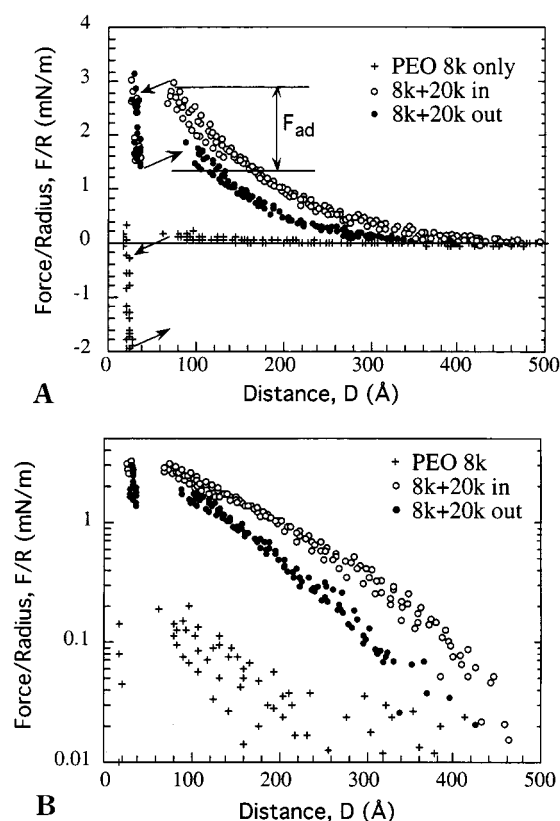 A
Force/Radius, F/R (mN/m)
4
3
2
1
0
-1
-2
+ PEO 8k only
○ 8k+20k in
● 8k+20k out
F_ad
0 100 200 300 400 500
Distance, D (Å)
B
Force/Radius, F/R (mN/m)
1
0.1
0.01
+ PEO 8k
○ 8k+20k in
● 8k+20k out
0 100 200 300 400 500
Distance, D (Å)